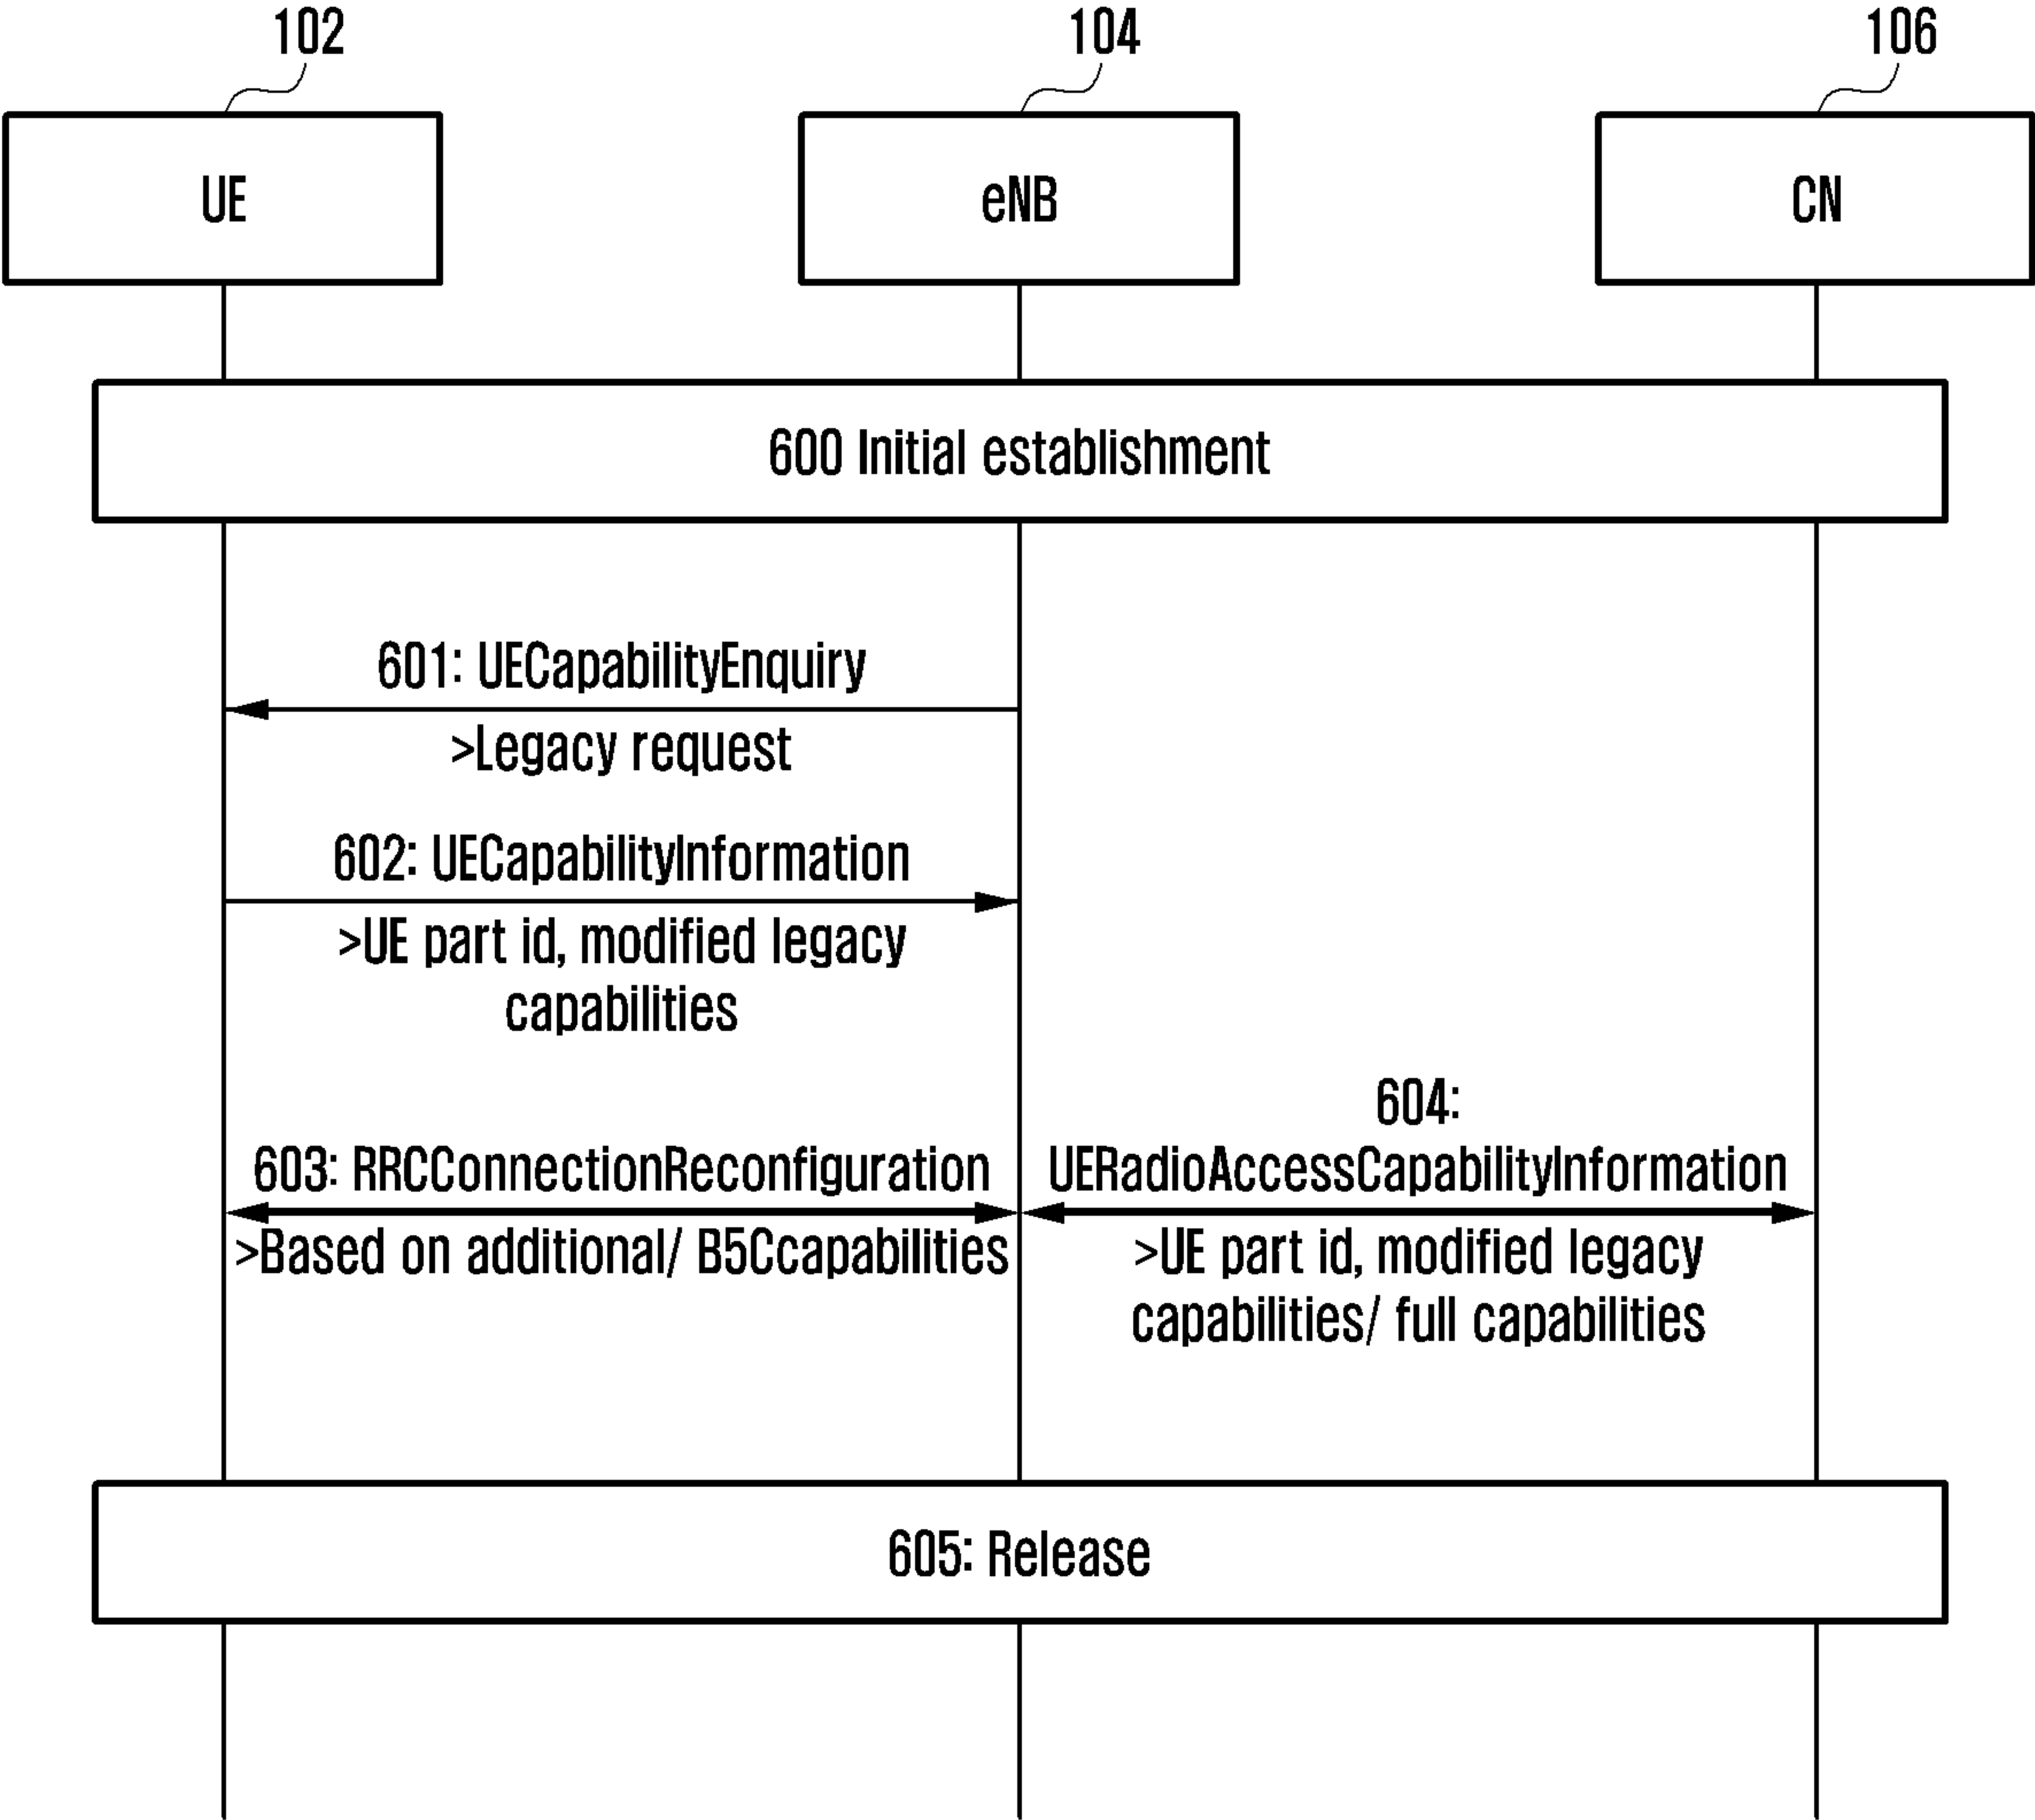 102
104
106
UE
eNB
CN
600 Initial establishment
601: UECapabilityEnquiry
>Legacy request
602: UECapabilityInformation
>UE part id, modified legacy
capabilities
603: RRCConnectionReconfiguration
>Based on additional/ B5Ccapabilities
604:
UERadioAccessCapabilityInformation
>UE part id, modified legacy
capabilities/ full capabilities
605: Release